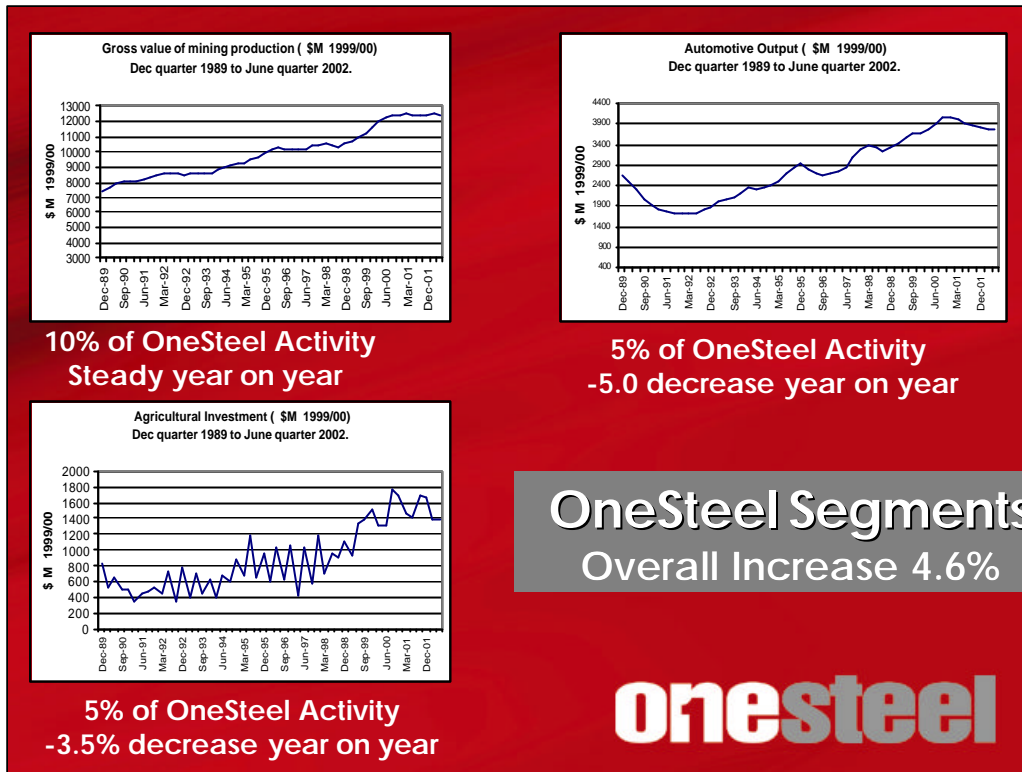 Gross value of mining production ( $M 1999/00)
Dec quarter 1989 to June quarter 2002.
$ M 1999/00
13000
12000
11000
10000
9000
8000
7000
6000
5000
4000
3000
Dec-89
Sep-90
Jun-91
Mar-92
Dec-92
Sep-93
Jun-94
Mar-95
Dec-95
Sep-96
Jun-97
Mar-98
Dec-98
Sep-99
Jun-00
Mar-01
Dec-01
10% of OneSteel Activity
Steady year on year
Automotive Output ( $M 1999/00)
Dec quarter 1989 to June quarter 2002.
$ M 1999/00
4400
3900
3400
2900
2400
1900
1400
900
400
Dec-89
Sep-90
Jun-91
Mar-92
Dec-92
Sep-93
Jun-94
Mar-95
Dec-95
Sep-96
Jun-97
Mar-98
Dec-98
Sep-99
Jun-00
Mar-01
Dec-01
5% of OneSteel Activity
-5.0 decrease year on year
Agricultural Investment ( $M 1999/00)
Dec quarter 1989 to June quarter 2002.
$ M 1999/00
2000
1800
1600
1400
1200
1000
800
600
400
200
0
Dec-89
Sep-90
Jun-91
Mar-92
Dec-92
Sep-93
Jun-94
Mar-95
Dec-95
Sep-96
Jun-97
Mar-98
Dec-98
Sep-99
Jun-00
Mar-01
Dec-01
5% of OneSteel Activity
-3.5% decrease year on year
OneSteel Segments
Overall Increase 4.6%
onesteel